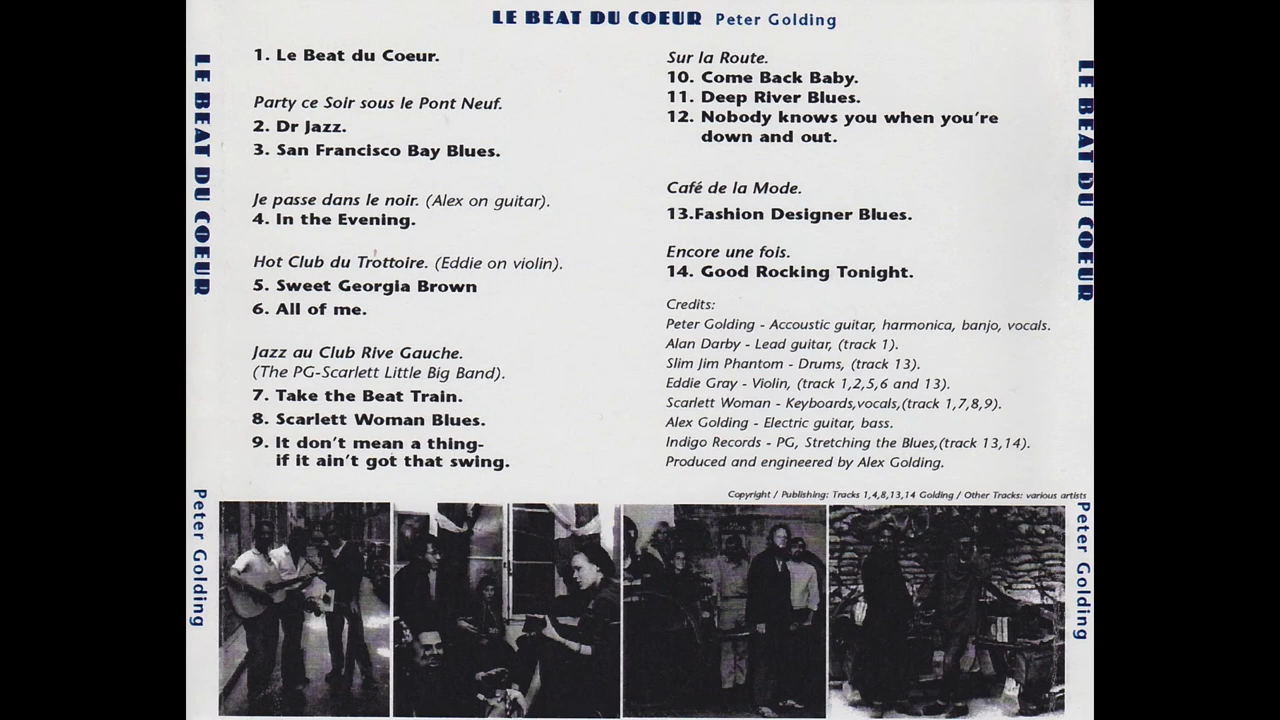 LE BEAT DU COEUR Peter Golding
LE BEAT DU COEUR
Peter Golding
1. Le Beat du Coeur.
Party ce Soir sous le Pont Neuf.
2. Dr Jazz.
3. San Francisco Bay Blues.
Je passe dans le noir. (Alex on guitar).
4. In the Evening.
Hot Club du Trottoire. (Eddie on violin).
5. Sweet Georgia Brown
6. All of me.
Jazz au Club Rive Gauche.
(The PG-Scarlett Little Big Band).
7. Take the Beat Train.
8. Scarlett Woman Blues.
9. It don't mean a thing-
if it ain't got that swing.
Sur la Route.
10. Come Back Baby.
11. Deep River Blues.
12. Nobody knows you when you're
down and out.
Café de la Mode.
13.Fashion Designer Blues.
Encore une fois.
14. Good Rocking Tonight.
Credits:
Peter Golding - Accoustic guitar, harmonica, banjo, vocals.
Alan Darby - Lead guitar, (track 1).
Slim Jim Phantom - Drums, (track 13).
Eddie Gray - Violin, (track 1,2,5,6 and 13).
Scarlett Woman - Keyboards,vocals,(track 1,7,8,9).
Alex Golding - Electric guitar, bass.
Indigo Records - PG, Stretching the Blues,(track 13,14).
Produced and engineered by Alex Golding.
Copyright / Publishing: Tracks 1,4,8,13,14 Golding / Other Tracks: various artists
LE BEAT DU COEUR
Peter Golding